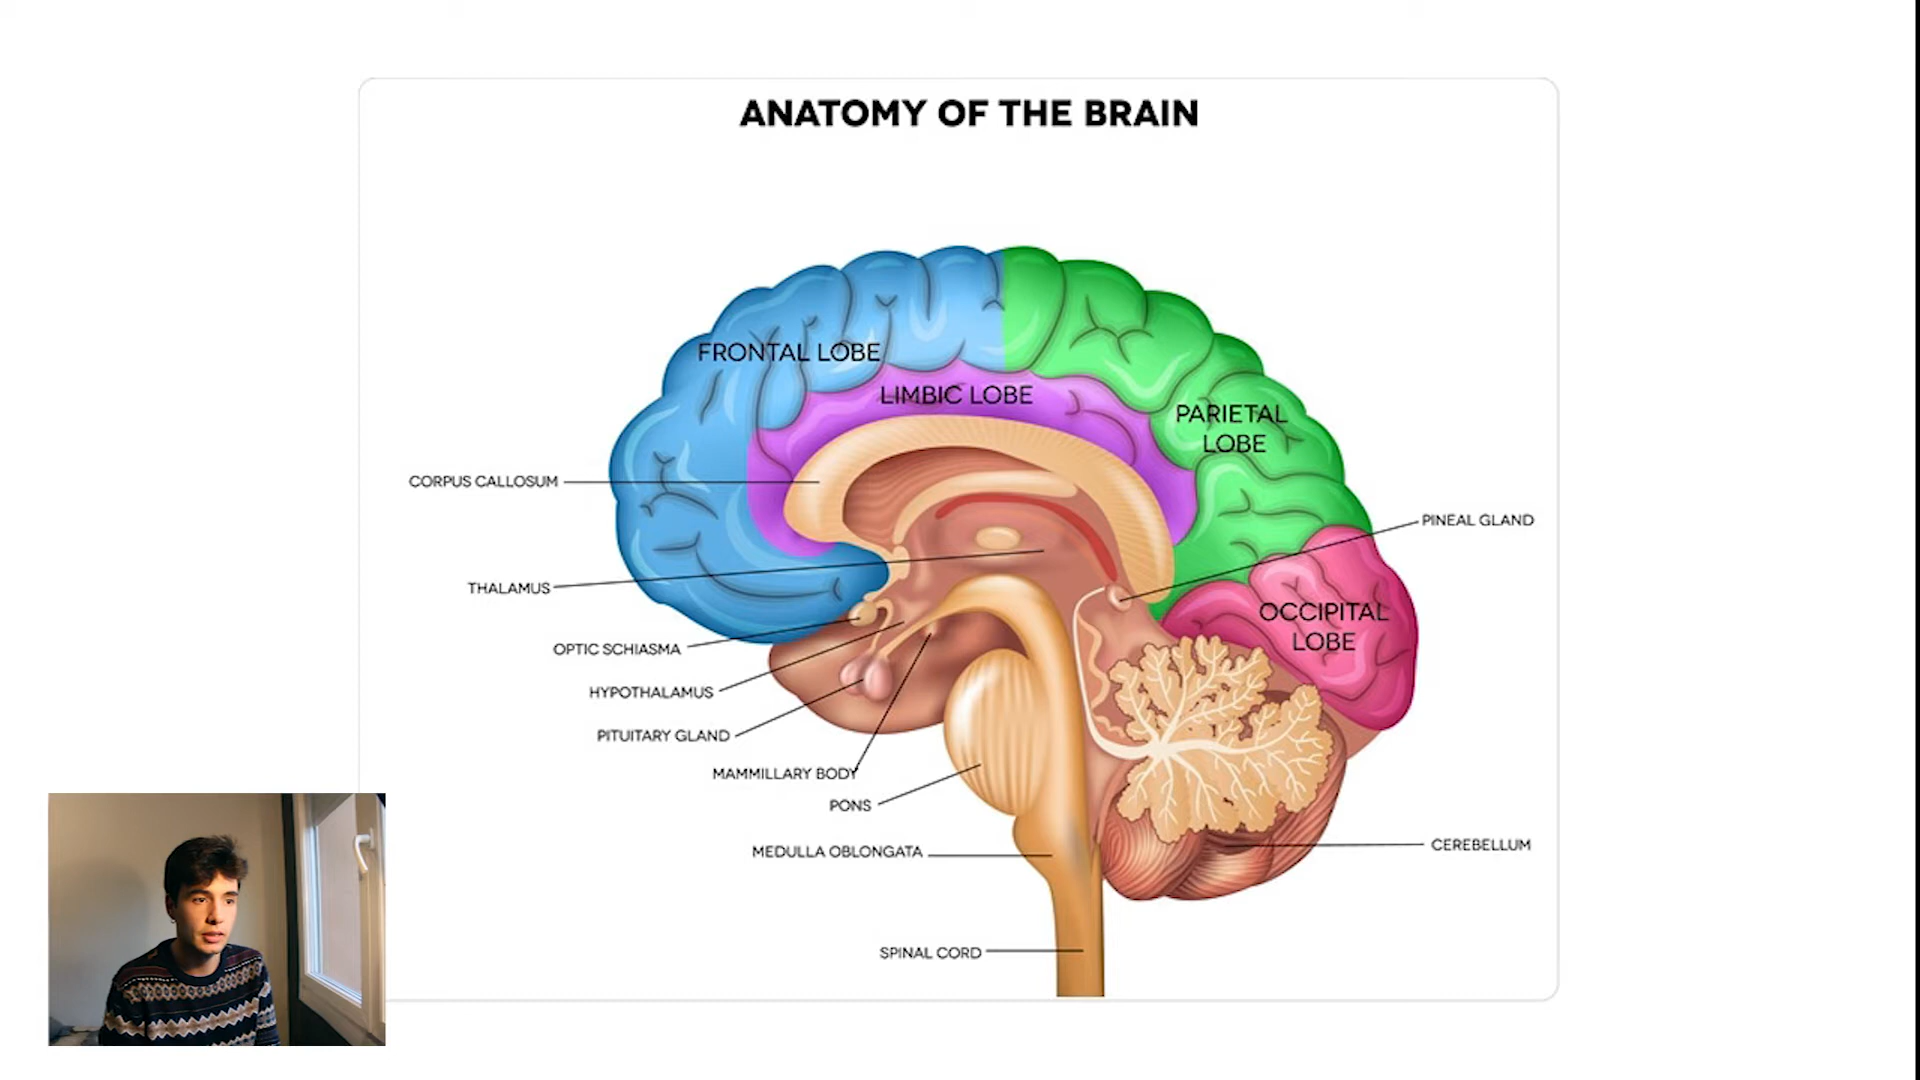 ANATOMY OF THE BRAIN
FRONTAL LOBE
LIMBIC LOBE
PARIETAL
LOBE
CORPUS CALLOSUM
PINEAL GLAND
THALAMUS
OCCIPITAL
LOBE
OPTIC SCHIASMA
HYPOTHALAMUS
PITUITARY GLAND
MAMMILLARY BODY
PONS
MEDULLA OBLONGATA
CEREBELLUM
SPINAL CORD